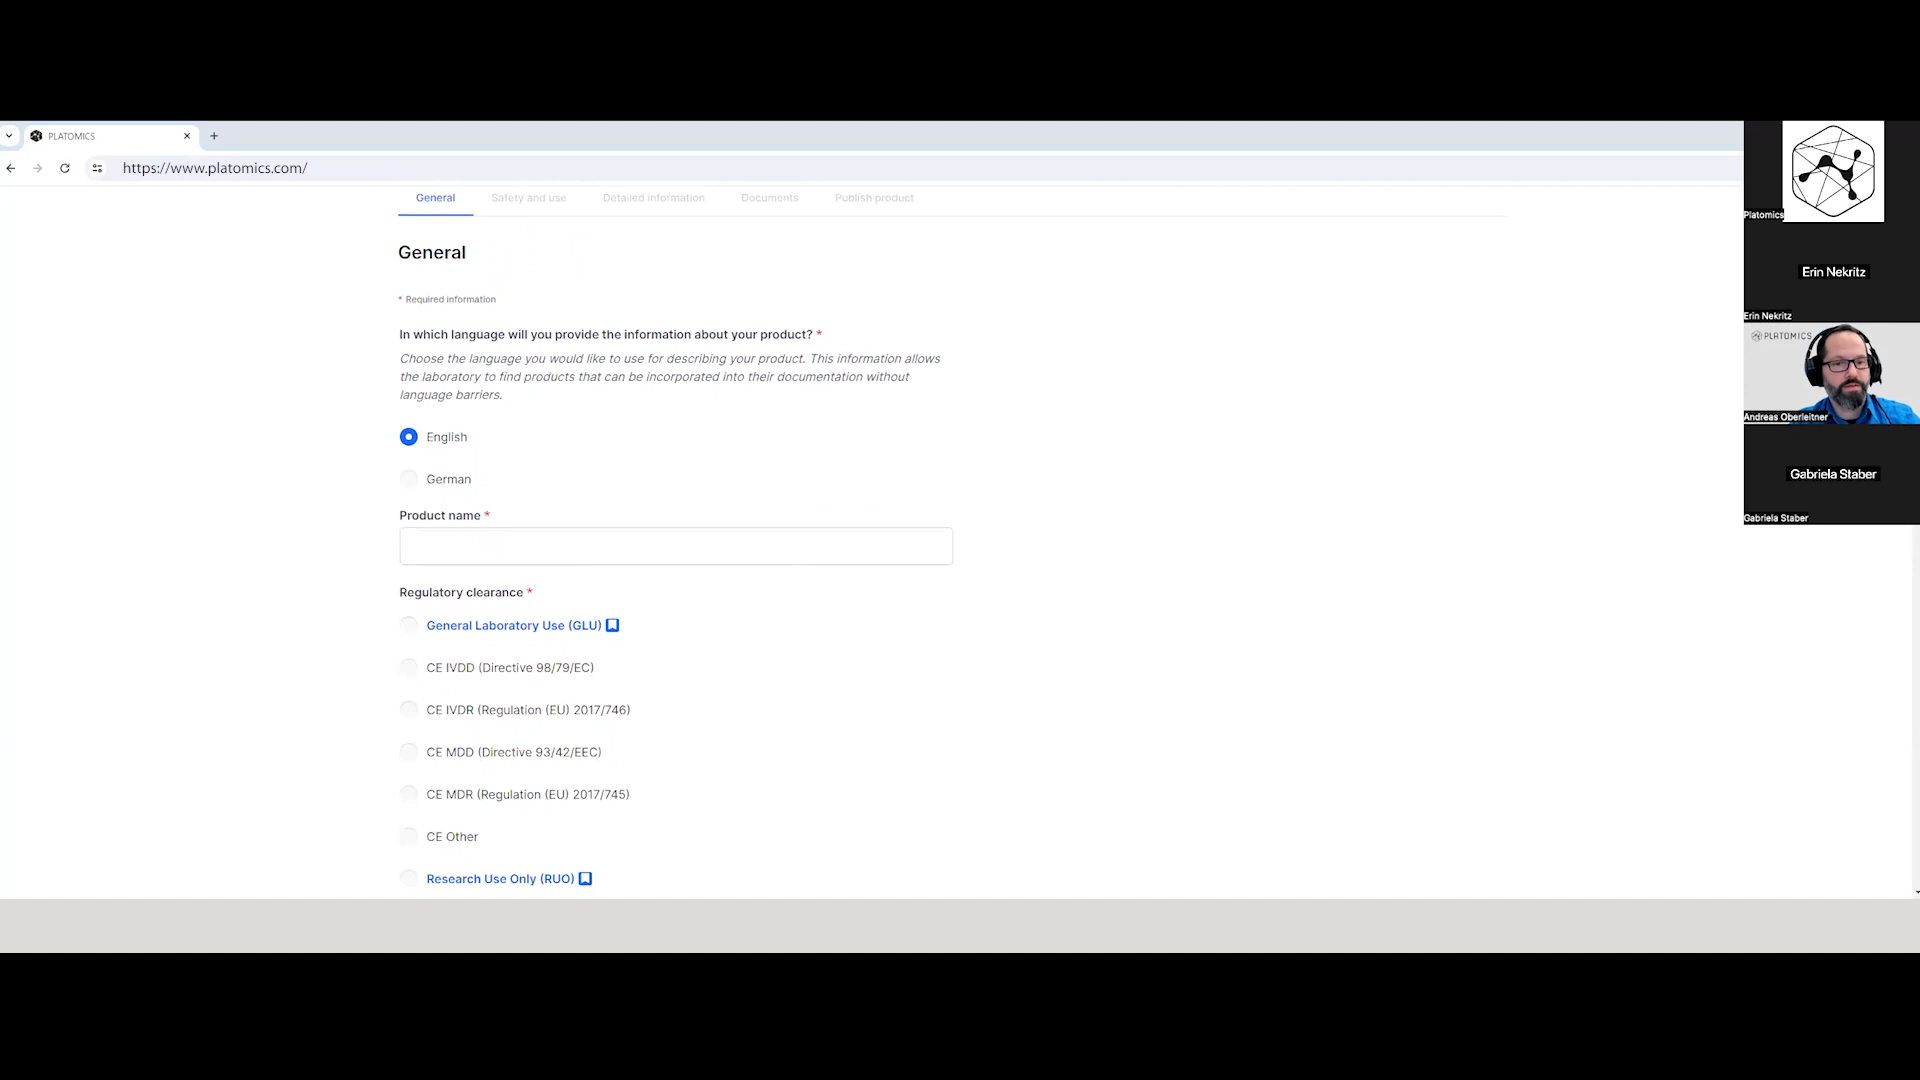 PLATOMICS
https://www.platomics.com/
General Safety and use Detailed information Documents Publish product
General
* Required information
In which language will you provide the information about your product? *
Choose the language you would like to use for describing your product. This information allows
the laboratory to find products that can be incorporated into their documentation without
language barriers.
English
German
Product name *
Regulatory clearance *
General Laboratory Use (GLU)
CE IVDD (Directive 98/79/EC)
CE IVDR (Regulation (EU) 2017/746)
CE MDD (Directive 93/42/EEC)
CE MDR (Regulation (EU) 2017/745)
CE Other
Research Use Only (RUO)
Platomics
Erin Nekritz
Erin Nekritz
PLATOMICS
Andreas Oberleitner
Gabriela Staber
Gabriela Staber